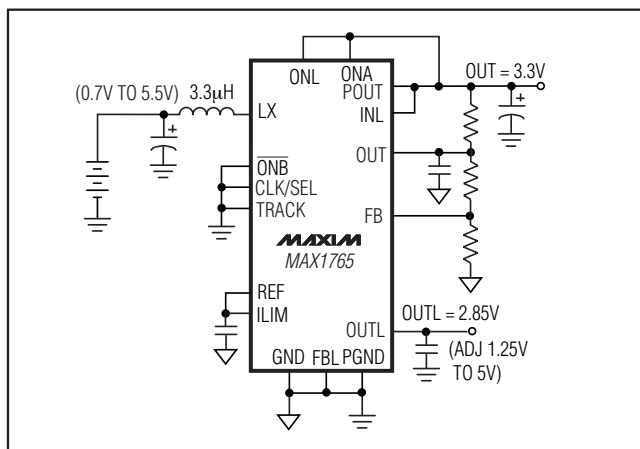 ONL ONA
POUT
OUT = 3.3V
(0.7V TO 5.5V) 3.3µH
LX
INL
+
+
OUT
O̅N̅B̅
CLK/SEL
TRACK
FB
MAXIM
MAX1765
REF
ILIM
OUTL
OUTL = 2.85V
(ADJ 1.25V
TO 5V)
GND FBL PGND